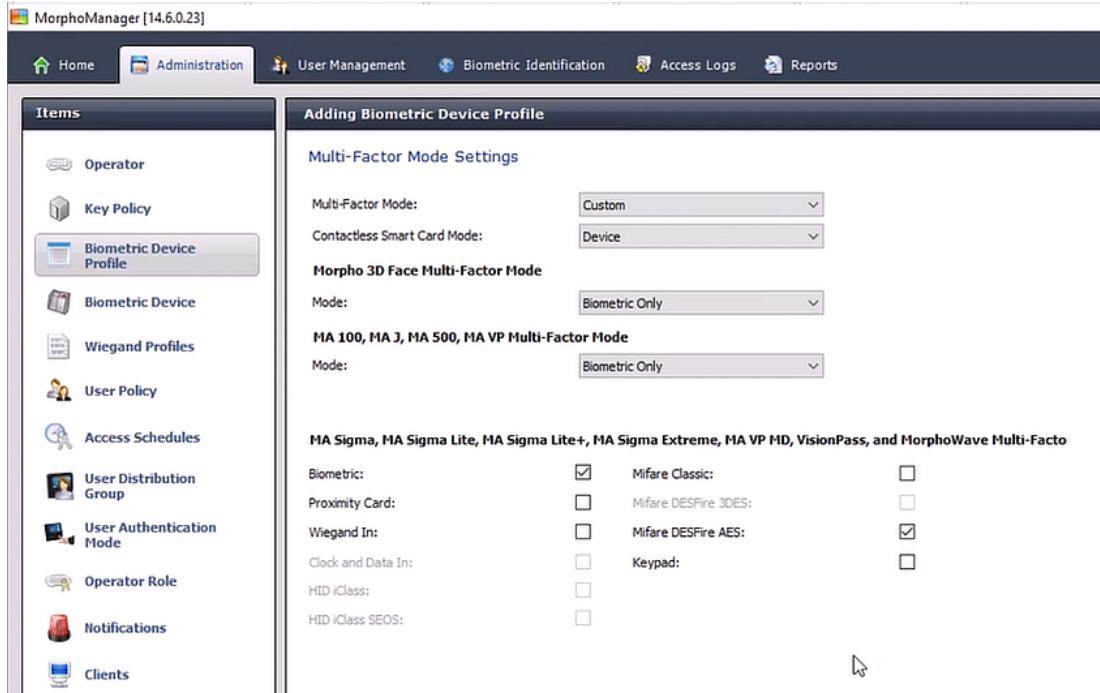 MorphoManager [14.6.0.23]
Home
Administration
User Management
Biometric Identification
Access Logs
Reports
Items
Operator
Key Policy
Biometric Device
Profile
Biometric Device
Wiegand Profiles
User Policy
Access Schedules
User Distribution
Group
User Authentication
Mode
Operator Role
Notifications
Clients
Adding Biometric Device Profile
Multi-Factor Mode Settings
Multi-Factor Mode: Custom
Contactless Smart Card Mode: Device
Morpho 3D Face Multi-Factor Mode
Mode: Biometric Only
MA 100, MA J, MA 500, MA VP Multi-Factor Mode
Mode: Biometric Only
MA Sigma, MA Sigma Lite, MA Sigma Lite+, MA Sigma Extreme, MA VP MD, VisionPass, and MorphoWave Multi-Facto
Biometric: Mifare Classic:
Proximity Card: Mifare DESFire 3DES:
Wiegand In: Mifare DESFire AES:
Clock and Data In: Keypad:
HID iClass:
HID iClass SEOS: